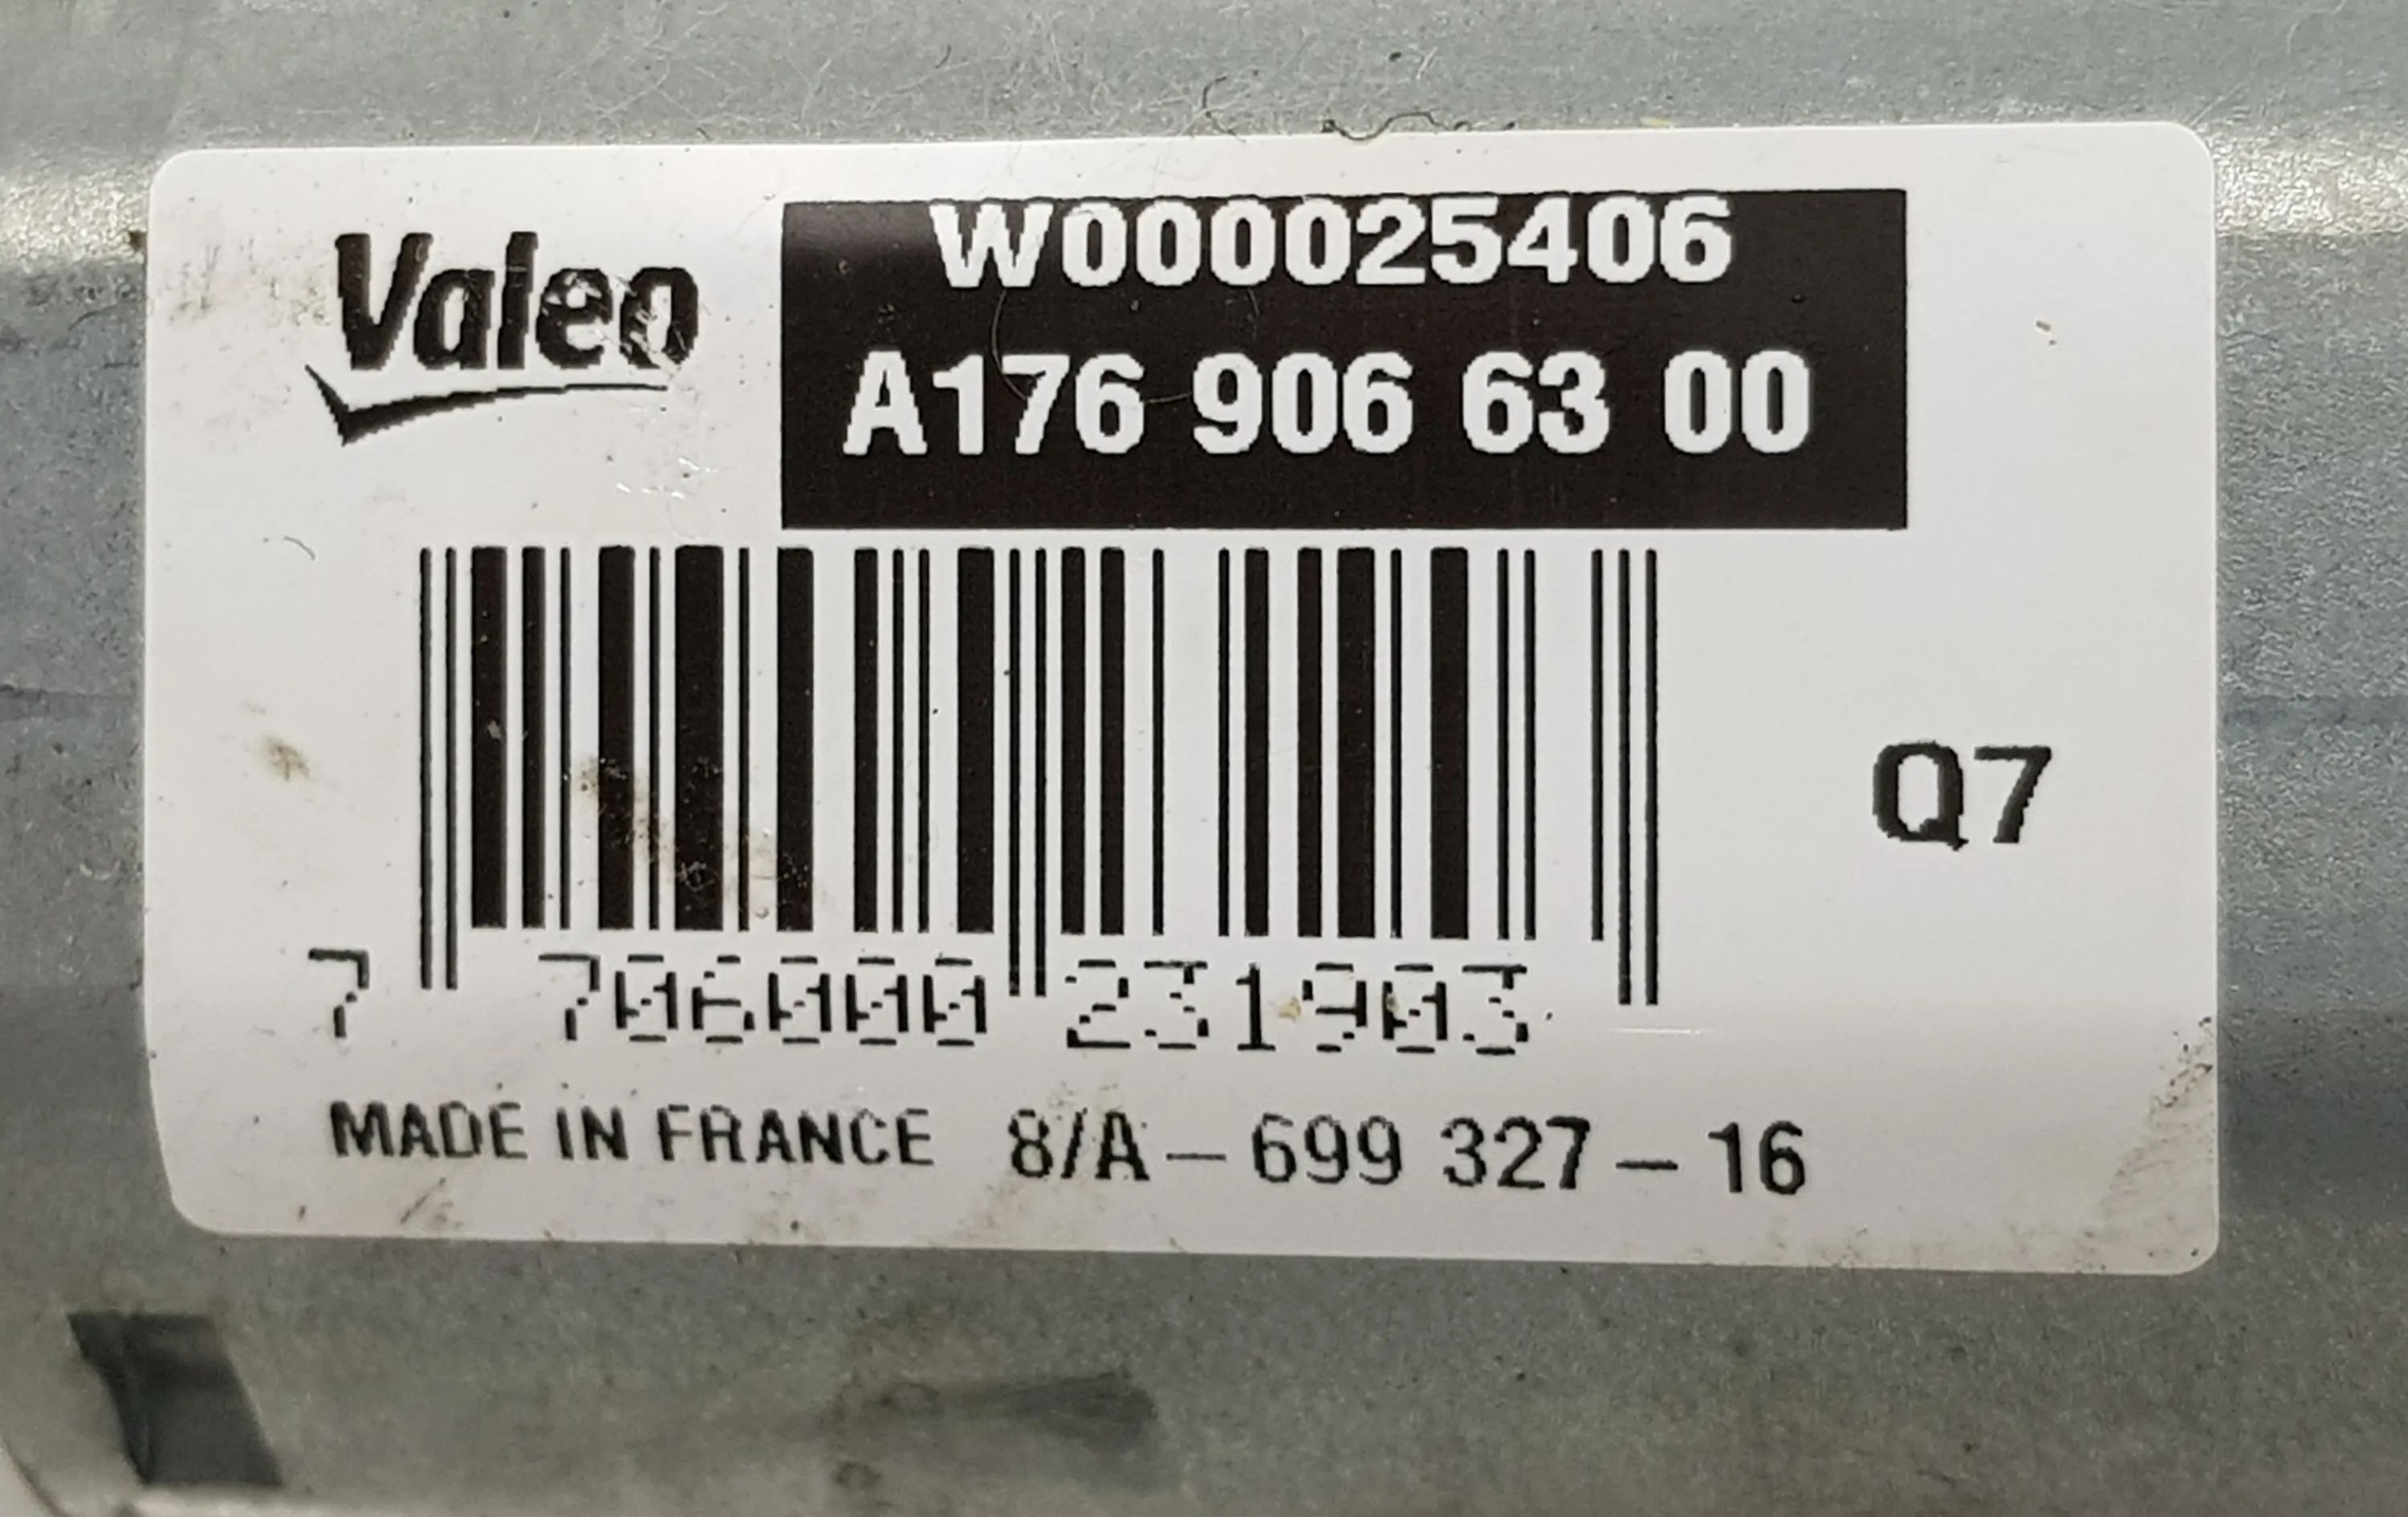 Valeo
W000025406
A176 906 63 00
Q7
7 706000 231903
MADE IN FRANCE 8/A - 699 327 - 16